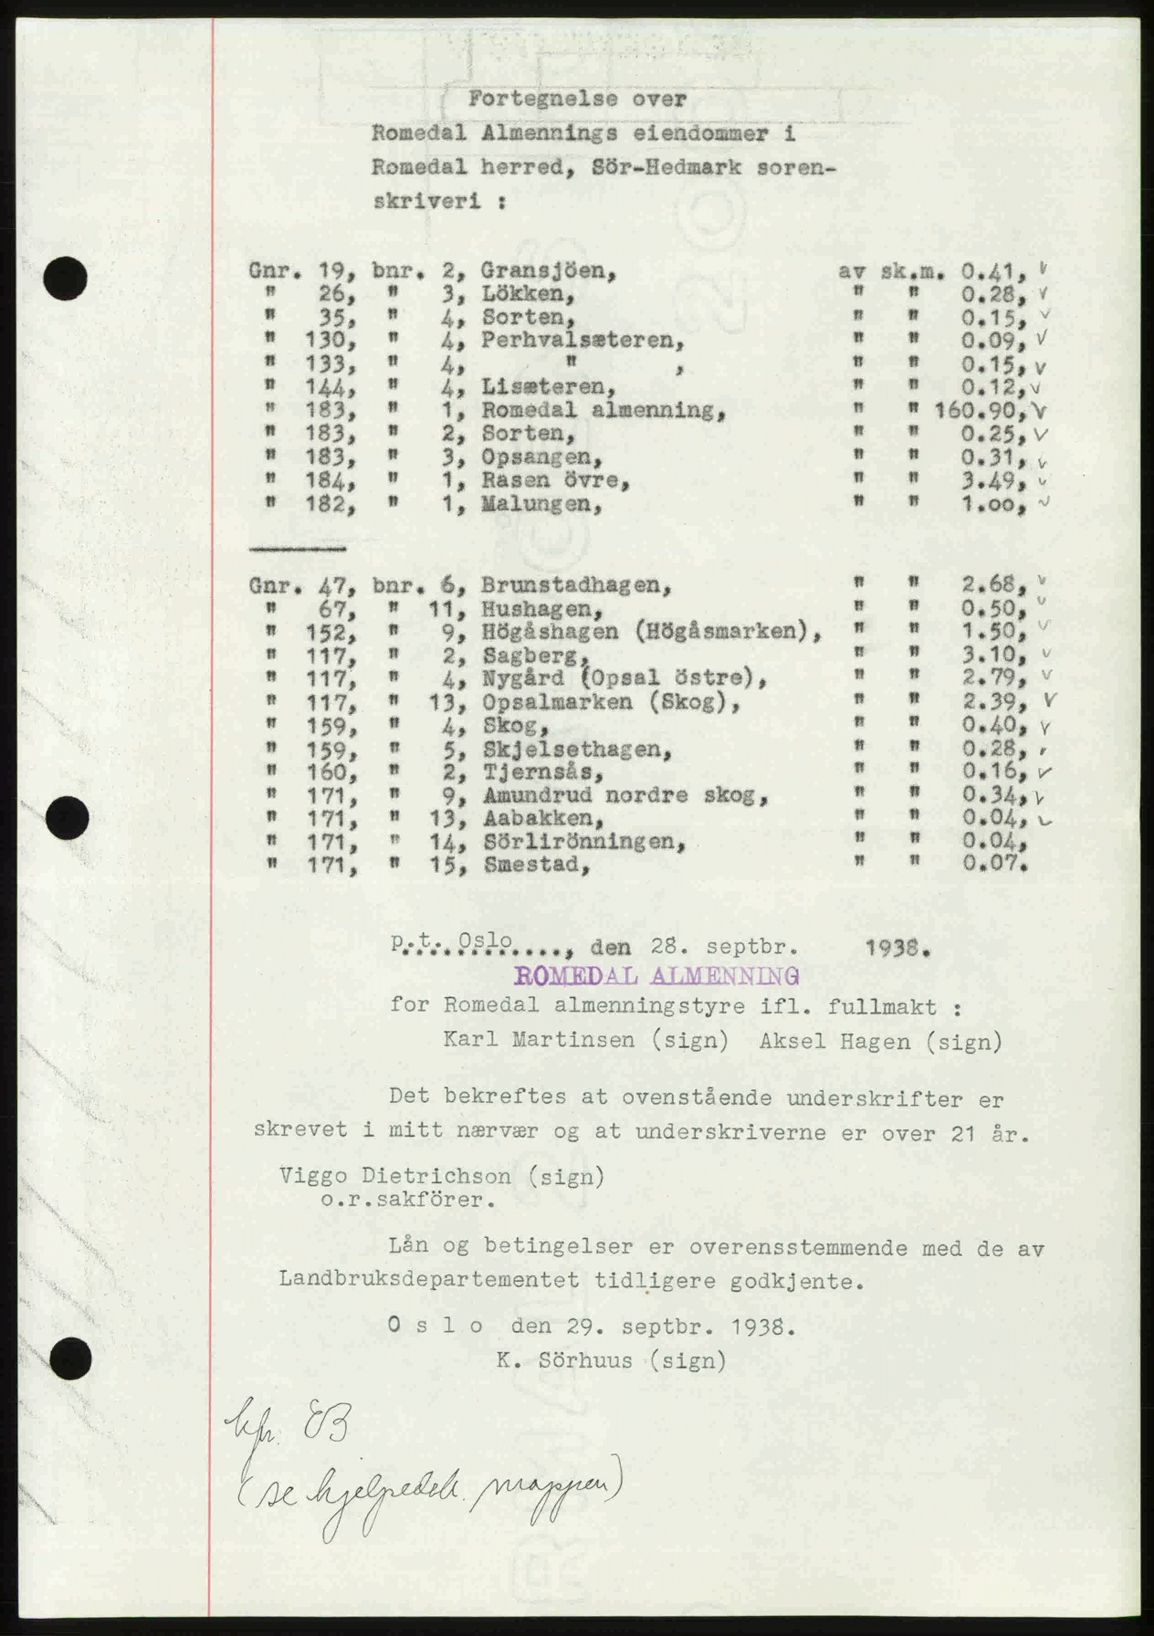 Fortegnelse over
Romedal Almennings eiendommer i
Romedal herred, Sör-Hedmark soren-
skriveri :
Gnr. 19, bnr. 2, Gransjöen, av sk.m. 0.41,
" 26, " 3, Lökken, " " 0.28,
" 35, " 4, Sorten, " " 0.15,
" 130, " 4, Perhvalsæteren, " " 0.09,
" 133, " 4, " , " " 0.15,
" 144, " 4, Lisæteren, " " 0.12,
" 183, " 1, Romedal almenning, " " 160.90,
" 183, " 2, Sorten, " " 0.25,
" 183, " 3, Opsangen, " " 0.31,
" 184, " 1, Rasen övre, " " 3.49,
" 182, " 1, Malungen, " " 1.oo,
Gnr. 47, bnr. 6, Brunstadhagen, " " 2.68,
" 67, " 11, Hushagen, " " 0.50,
" 152, " 9, Högåshagen (Högåsmarken), " " 1.50,
" 117, " 2, Sagberg, " " 3.10,
" 117, " 4, Nygård (Opsal östre), " " 2.79,
" 117, " 13, Opsalmarken (Skog), " " 2.39,
" 159, " 4, Skog, " " 0.40,
" 159, " 5, Skjelsethagen, " " 0.28,
" 160, " 2, Tjernsås, " " 0.16,
" 171, " 9, Amundrud nordre skog, " " 0.34,
" 171, " 13, Aabakken, " " 0.04,
" 171, " 14, Sörlirönningen, " " 0.04,
" 171, " 15, Smestad, " " 0.07.
p.t. Oslo....., den 28. septbr. 1938.
ROMEDAL ALMENNING
for Romedal almenningstyre ifl. fullmakt :
Karl Martinsen (sign) Aksel Hagen (sign)
Det bekreftes at ovenstående underskrifter er
skrevet i mitt nærvær og at underskriverne er over 21 år.
Viggo Dietrichson (sign)
o.r.sakförer.
Lån og betingelser er overensstemmende med de av
Landbruksdepartementet tidligere godkjente.
O s l o den 29. septbr. 1938.
K. Sörhuus (sign)
EB
(se mappen)